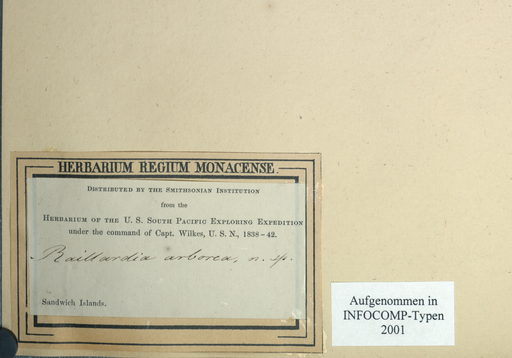 HERBARIUM REGIUM MONACENSE.
Distributed by the Smithsonian Institution
from the
Herbarium of the U. S. South Pacific Exploring Expedition
under the command of Capt. Wilkes, U. S. N., 1838-42.
Raillardia arborea, n. sp.
Sandwich Islands.
Aufgenommen in
INFOCOMP-Typen
2001